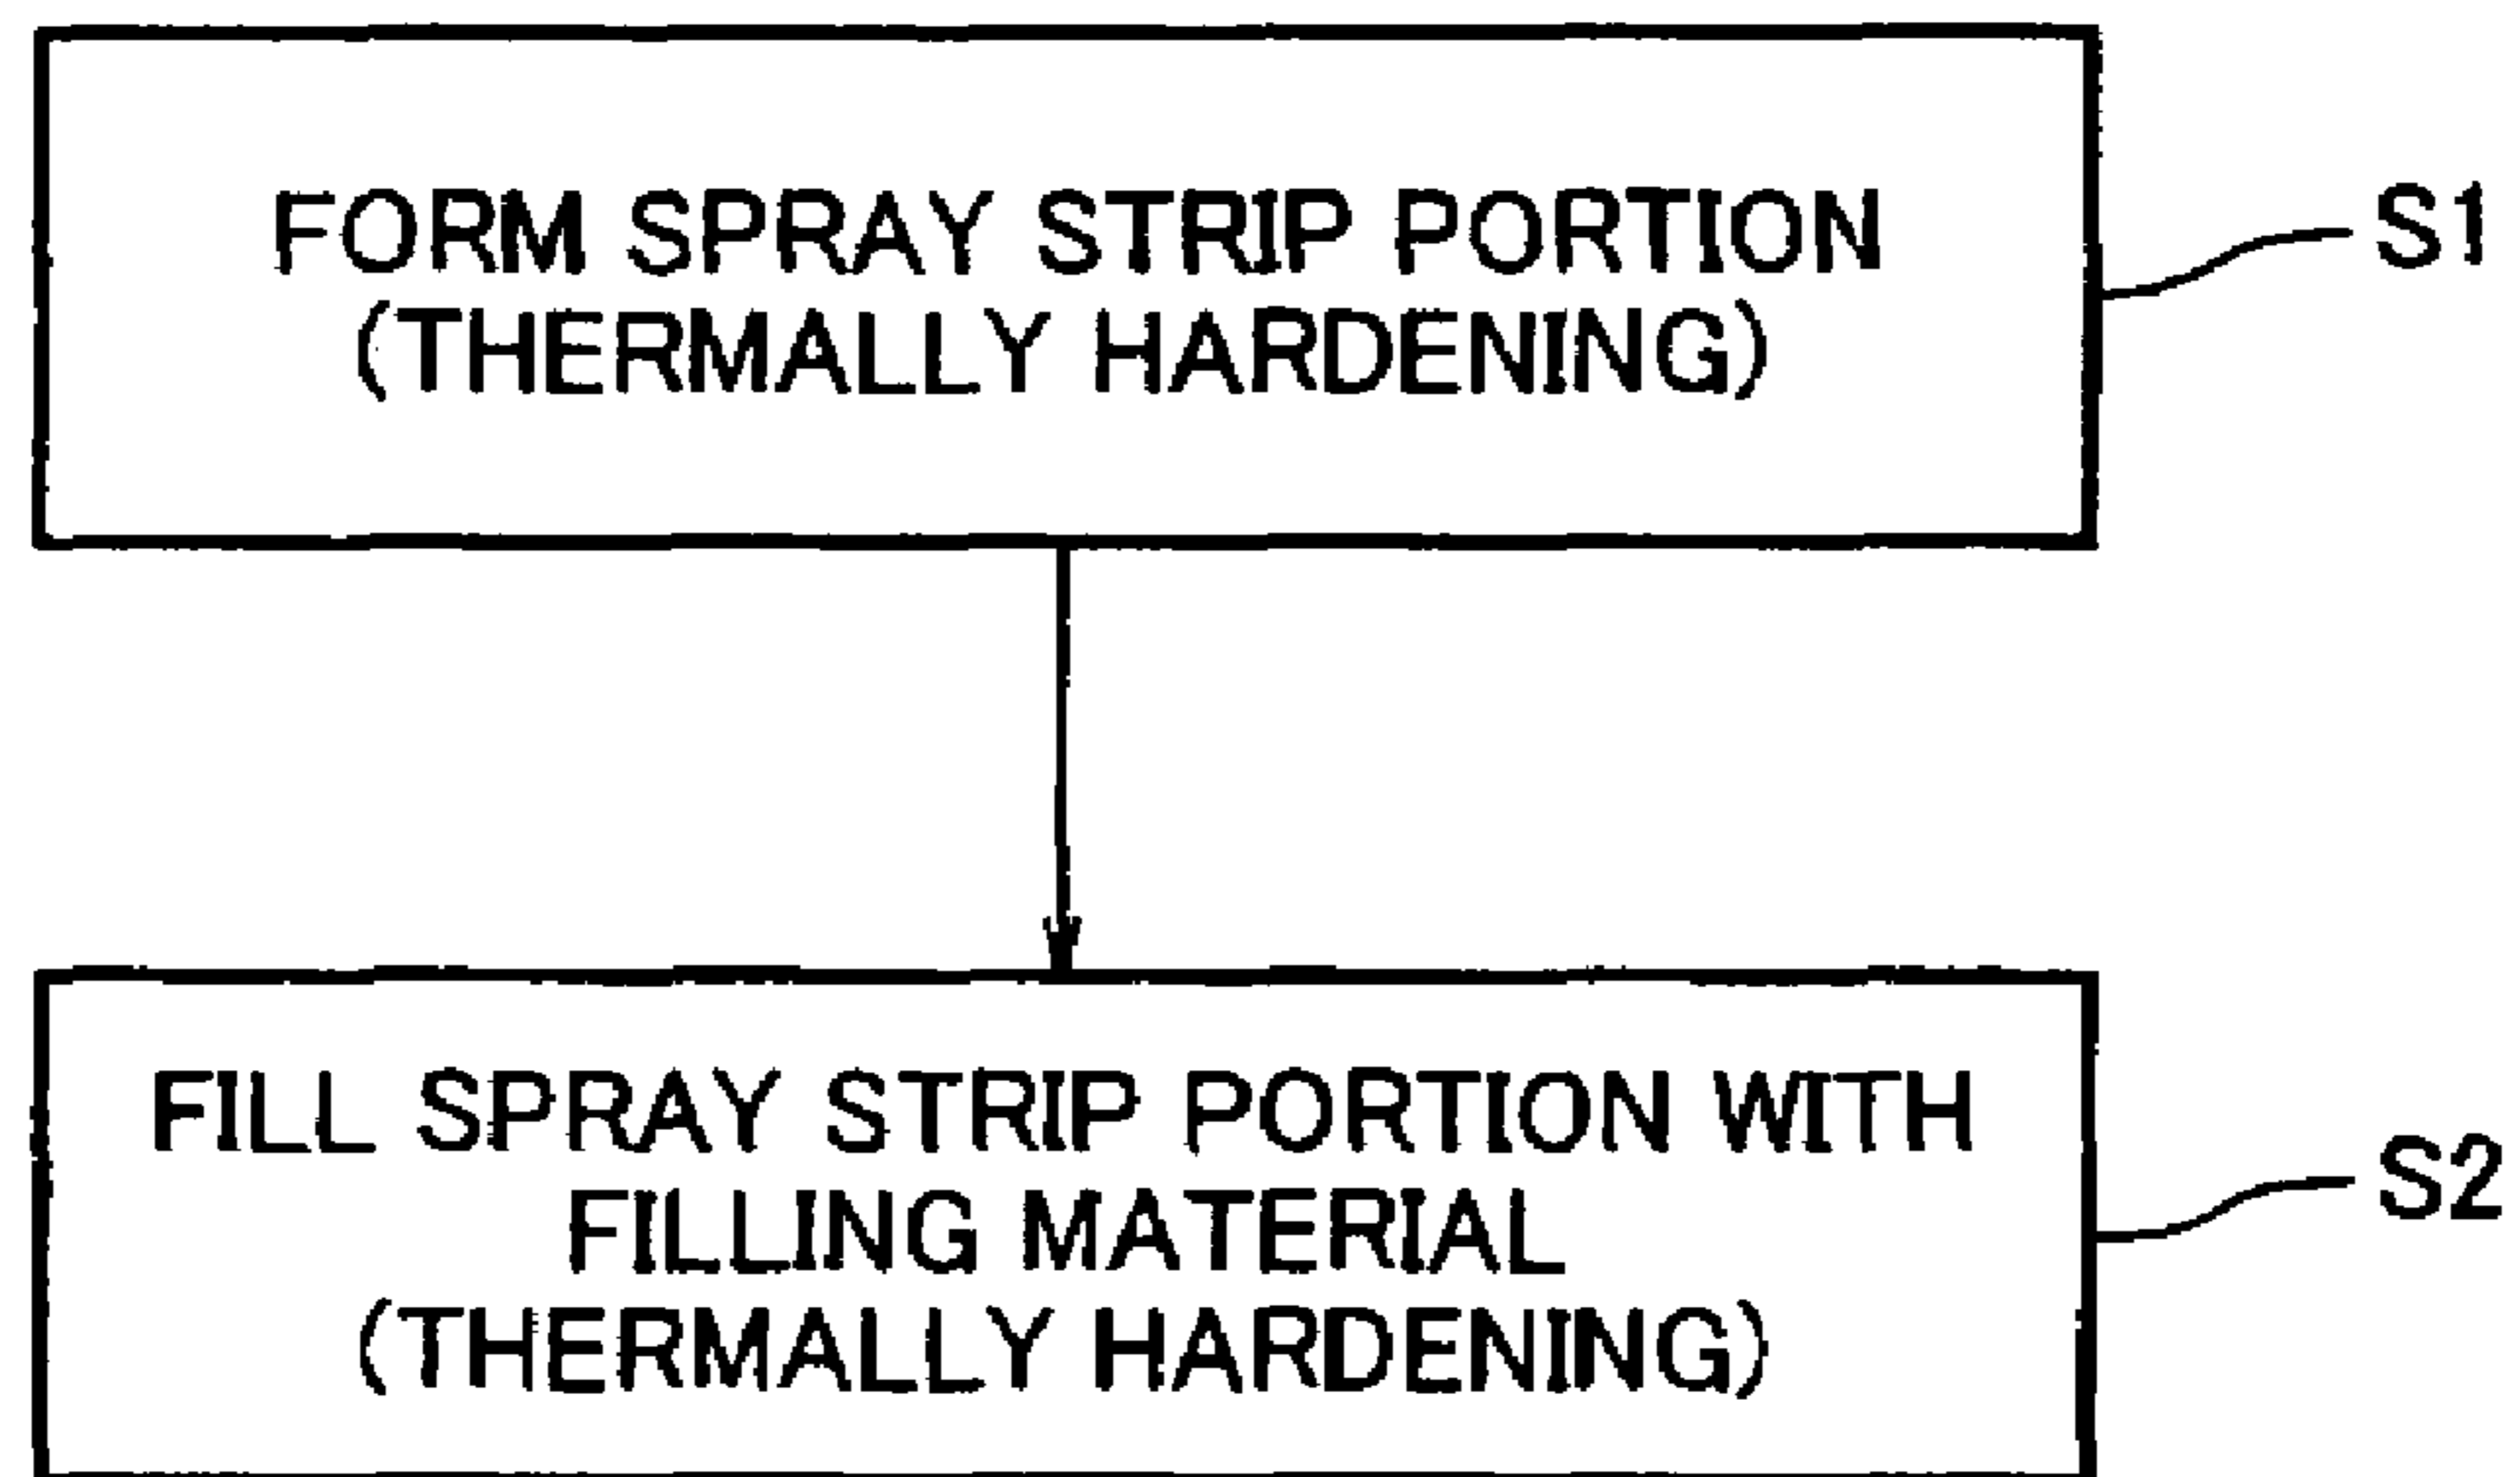 FORM SPRAY STRIP PORTION
(THERMALLY HARDENING)
S1
FILL SPRAY STRIP PORTION WITH
FILLING MATERIAL
(THERMALLY HARDENING)
S2